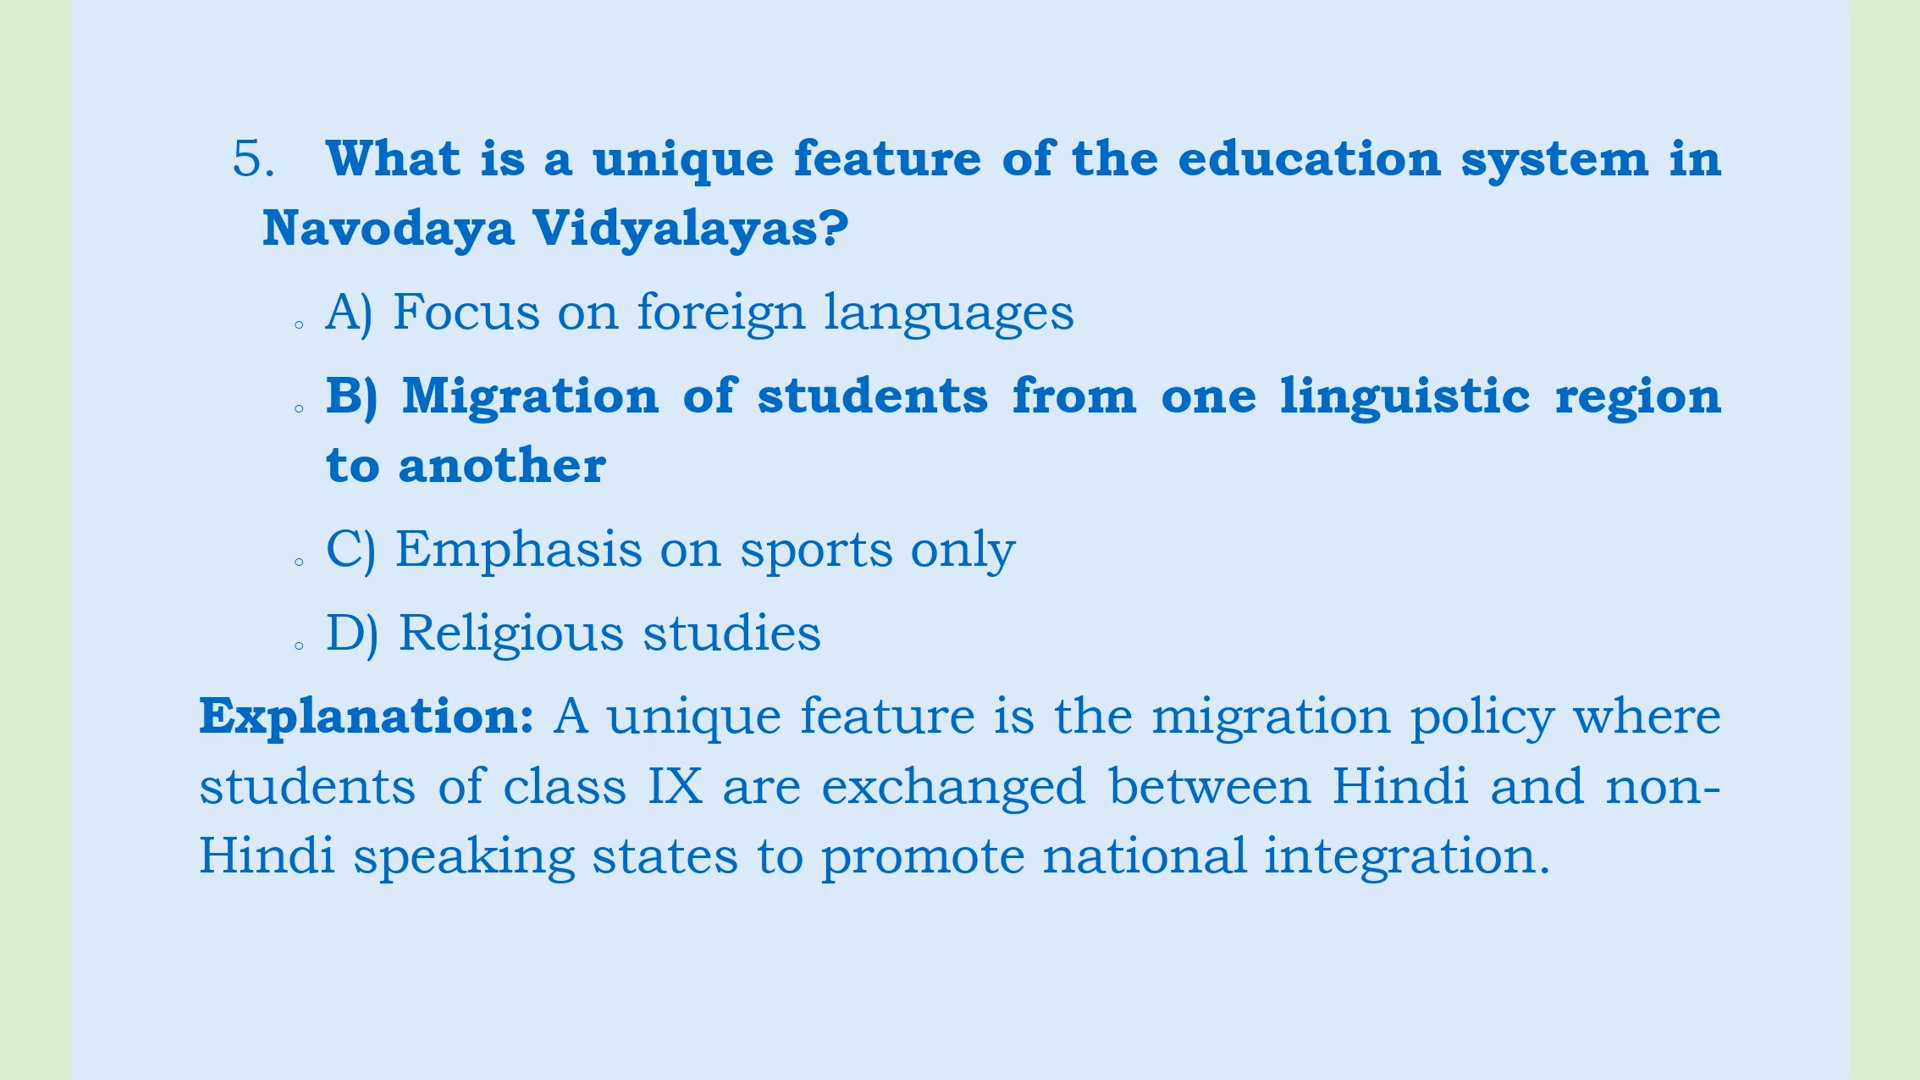 5. What is a unique feature of the education system in
Navodaya Vidyalayas?
○ A) Focus on foreign languages
○ B) Migration of students from one linguistic region
to another
○ C) Emphasis on sports only
○ D) Religious studies
Explanation: A unique feature is the migration policy where
students of class IX are exchanged between Hindi and non-
Hindi speaking states to promote national integration.